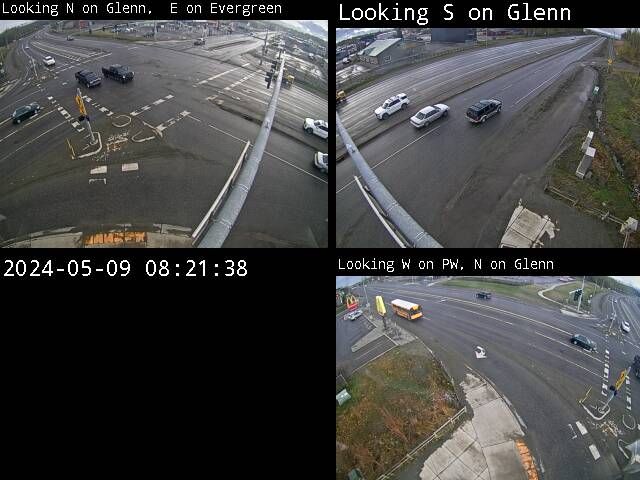 Looking N on Glenn, E on Evergreen
Looking S on Glenn
2024-05-09 08:21:38
Looking W on PW, N on Glenn